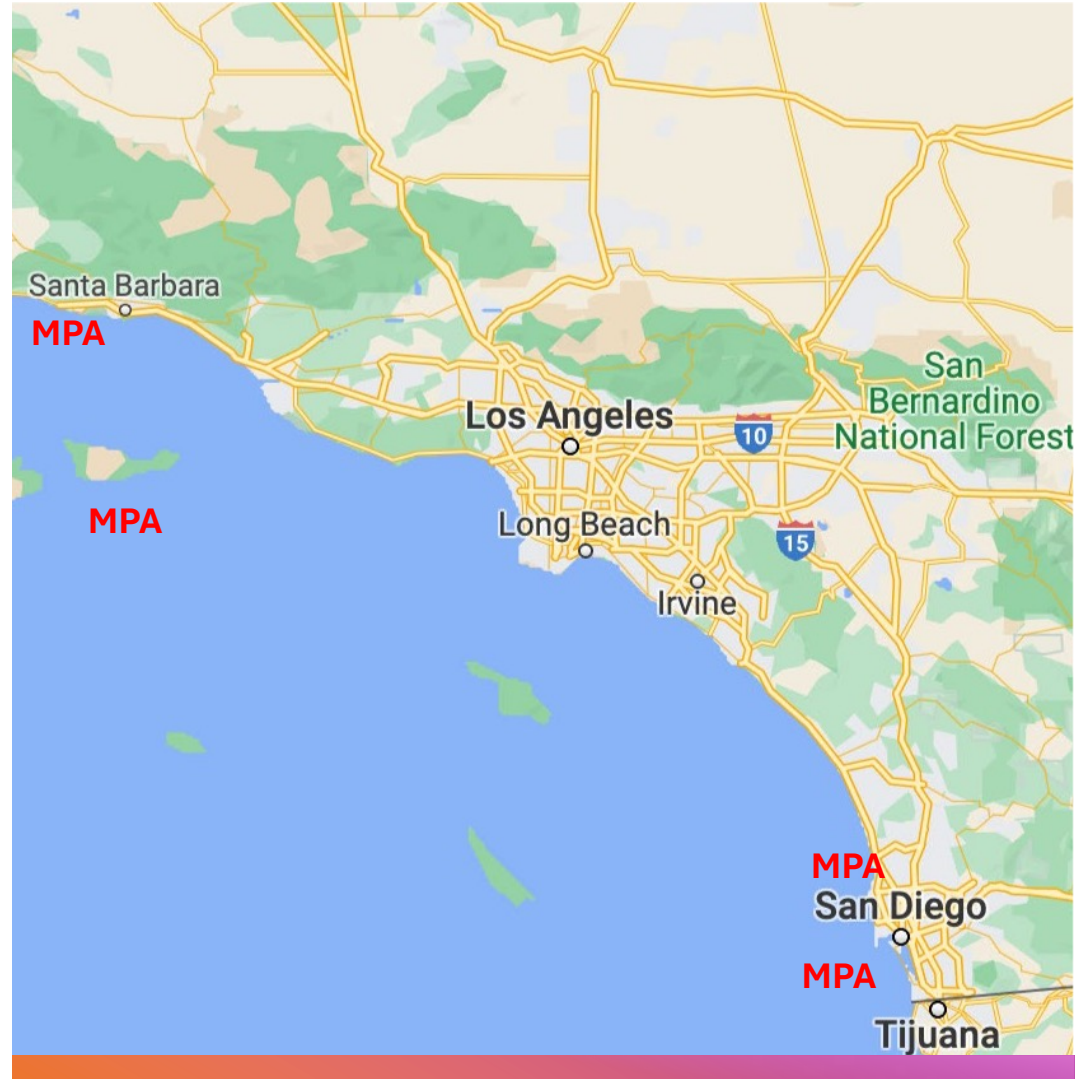 Santa Barbara
MPA
San
Bernardino
National Forest
Los Angeles
10
MPA
Long Beach
15
Irvine
MPA
San Diego
MPA
Tijuana